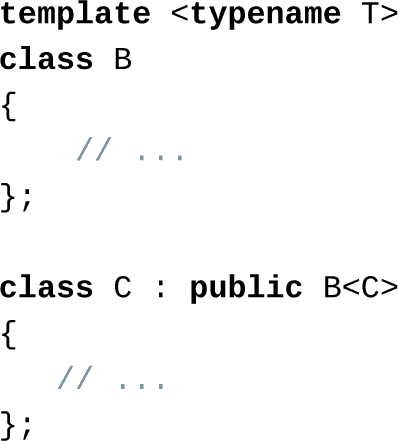 template <typename T>
class B
{
    // ...
};

class C : public B<C>
{
   // ...
};